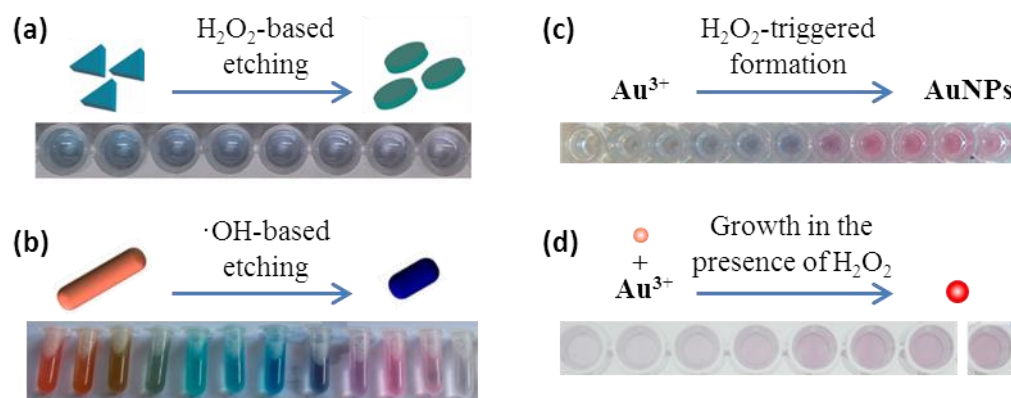 (a)
H₂O₂-based
etching
(b)
·OH-based
etching
(c)
H₂O₂-triggered
formation
Au³⁺
AuNPs
(d)
Growth in the
presence of H₂O₂
+
Au³⁺